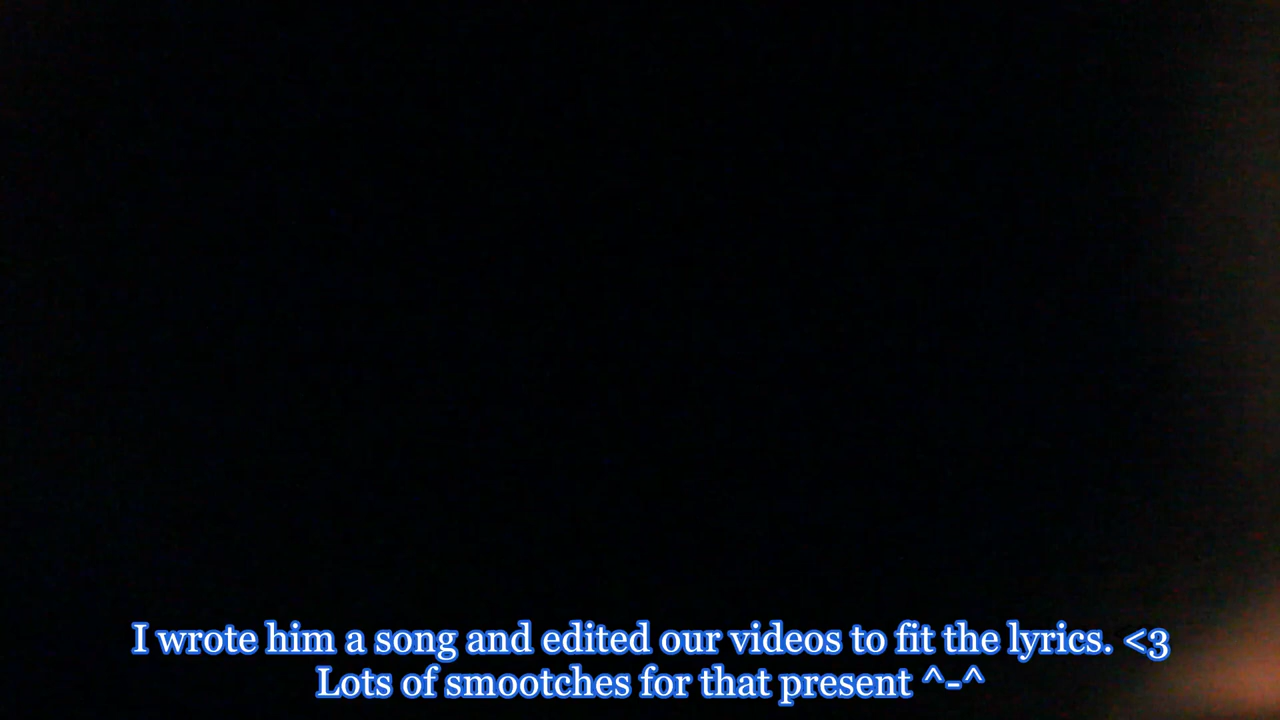 I wrote him a song and edited our videos to fit the lyrics. <3
Lots of smootches for that present ^-^